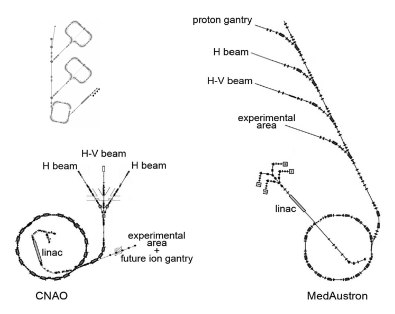 proton gantry
H beam
H-V beam
experimental
area
linac
MedAustron
H-V beam
H beam
H beam
linac
experimental
area
+
future ion gantry
CNAO